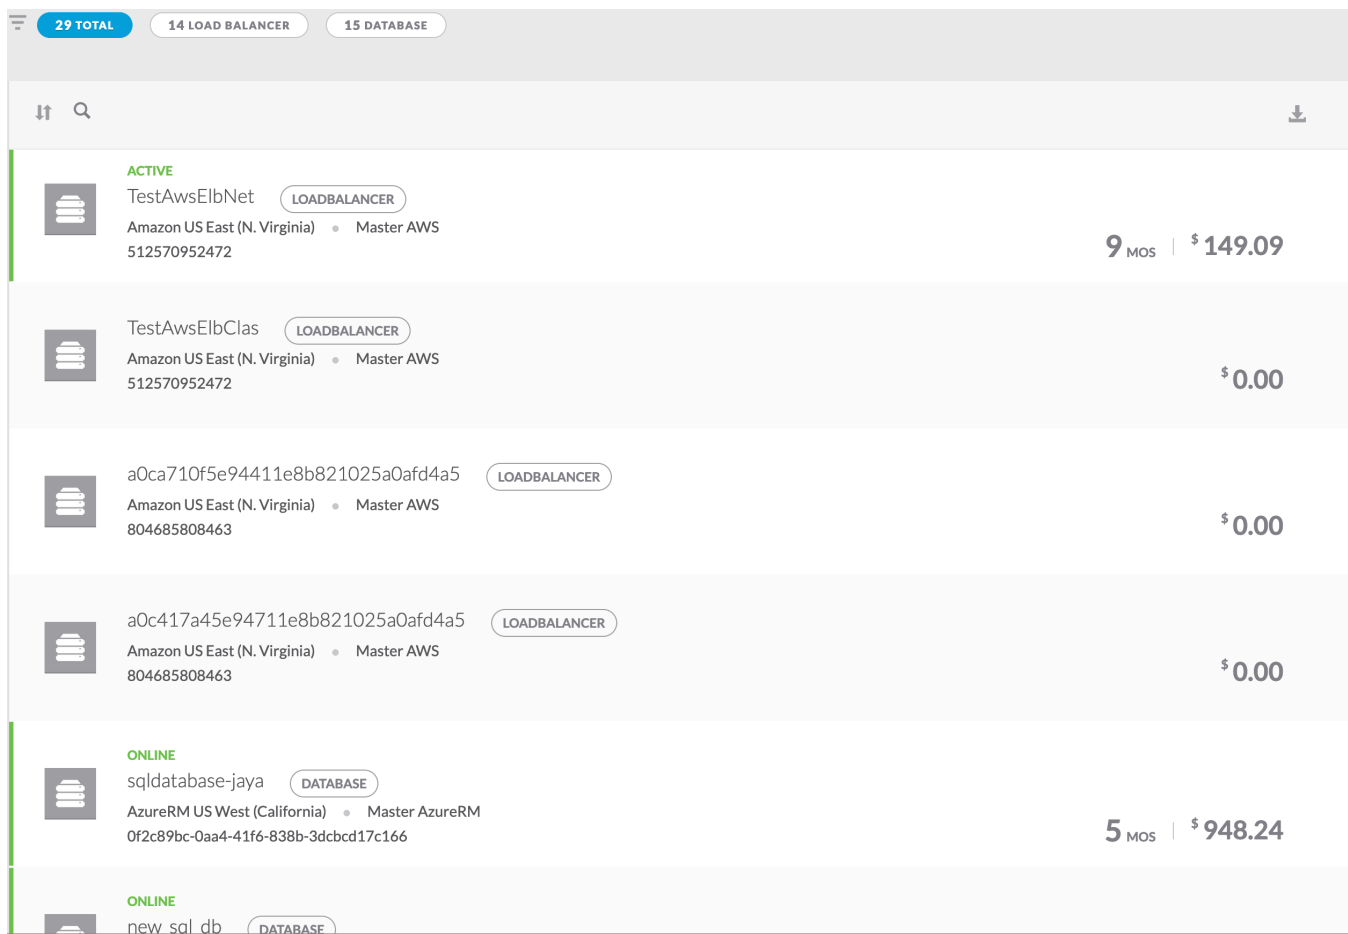 29 TOTAL 14 LOAD BALANCER 15 DATABASE
ACTIVE
TestAwsElbNet LOADBALANCER
Amazon US East (N. Virginia) • Master AWS
512570952472
9 MOS | $149.09
TestAwsElbClas LOADBALANCER
Amazon US East (N. Virginia) • Master AWS
512570952472
$0.00
a0ca710f5e94411e8b821025a0afd4a5 LOADBALANCER
Amazon US East (N. Virginia) • Master AWS
804685808463
$0.00
a0c417a45e94711e8b821025a0afd4a5 LOADBALANCER
Amazon US East (N. Virginia) • Master AWS
804685808463
$0.00
ONLINE
sqldatabase-jaya DATABASE
AzureRM US West (California) • Master AzureRM
0f2c89bc-0aa4-41f6-838b-3dcbcd17c166
5 MOS | $948.24
ONLINE
new_sql_db DATABASE